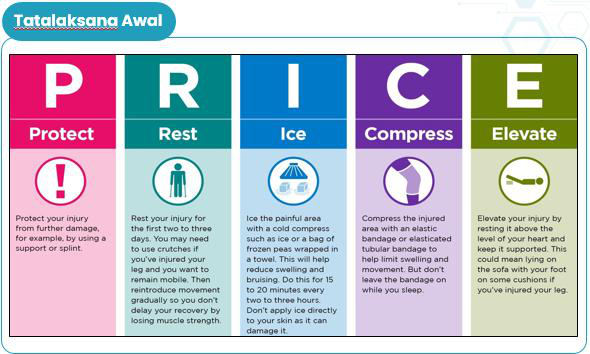 Tatalaksana Awal
P
Protect
Protect your injury
from further damage,
for example, by using a
support or splint.
R
Rest
Rest your injury for
the first two to three
days. You may need
to use crutches if
you've injured your
leg and you want to
remain mobile. Then
reintroduce movement
gradually so you don't
delay your recovery by
losing muscle strength.
I
Ice
Ice the painful area
with a cold compress
such as ice or a bag of
frozen peas wrapped in
a towel. This will help
reduce swelling and
bruising. Do this for 15
to 20 minutes every
two to three hours.
Don't apply ice directly
to your skin as it can
damage it.
C
Compress
Compress the injured
area with an elastic
bandage or elasticated
tubular bandage to
help limit swelling and
movement. But don't
leave the bandage on
while you sleep.
E
Elevate
Elevate your injury by
resting it above the
level of your heart and
keep it supported. This
could mean lying on
the sofa with your foot
on some cushions if
you've injured your leg.